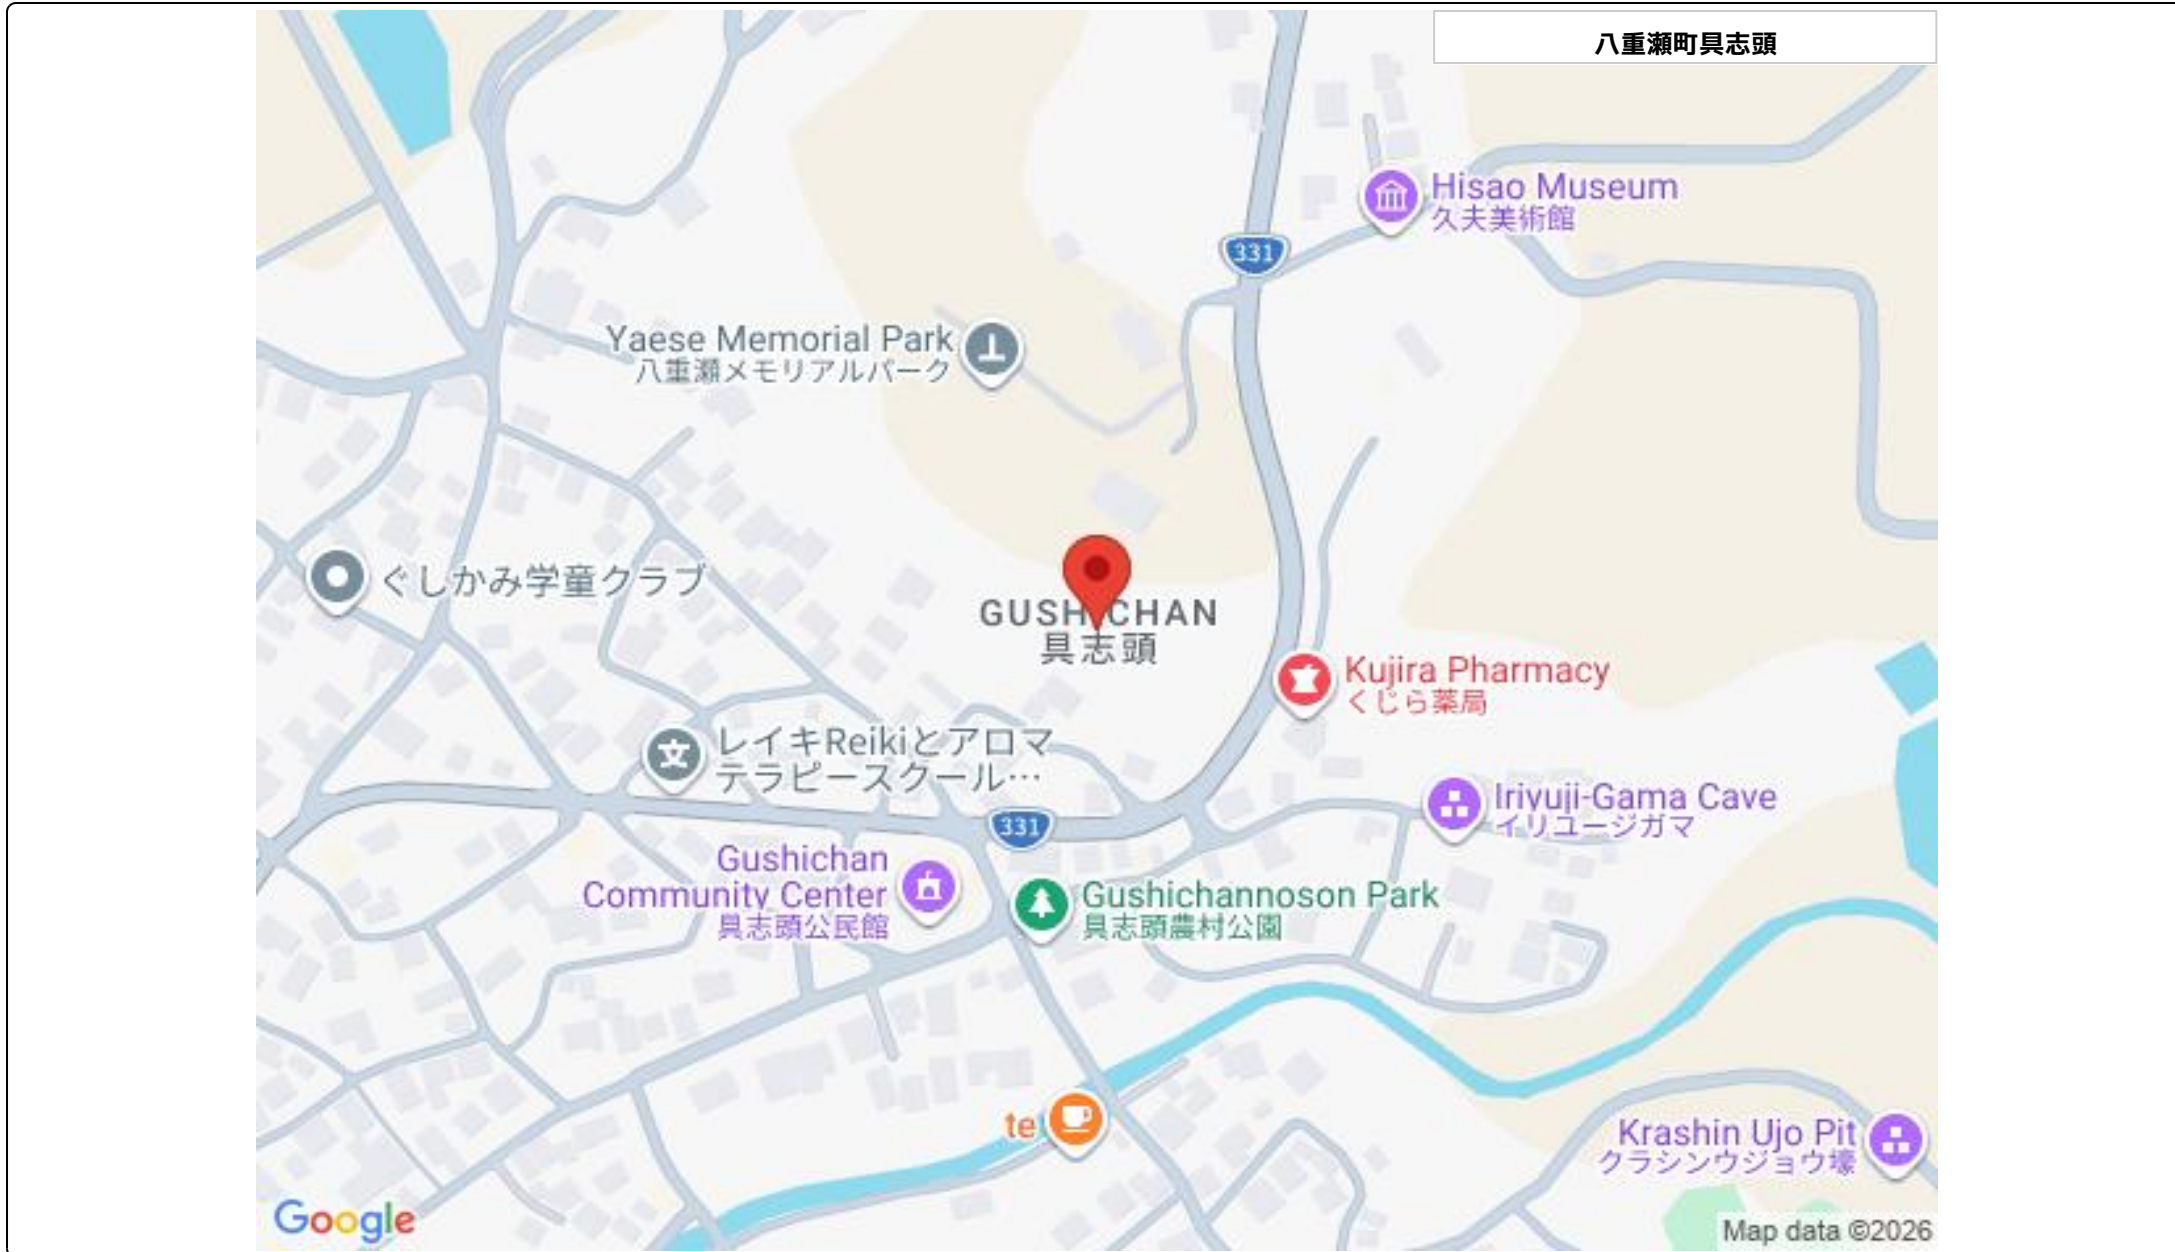 八重瀬町具志頭
Hisao Museum
久夫美術館
331
Yaese Memorial Park
八重瀬メモリアルパーク
ぐしかみ学童クラブ
GUSHICHAN
具志頭
Kujira Pharmacy
くじら薬局
レイキReikiとアロマ
テラピースクール…
Iriyuji-Gama Cave
イリユージガマ
331
Gushichan
Community Center
具志頭公民館
Gushichannoson Park
具志頭農村公園
te
Krashin Ujo Pit
クラシンウジョウ壕
Google
Map data ©2026